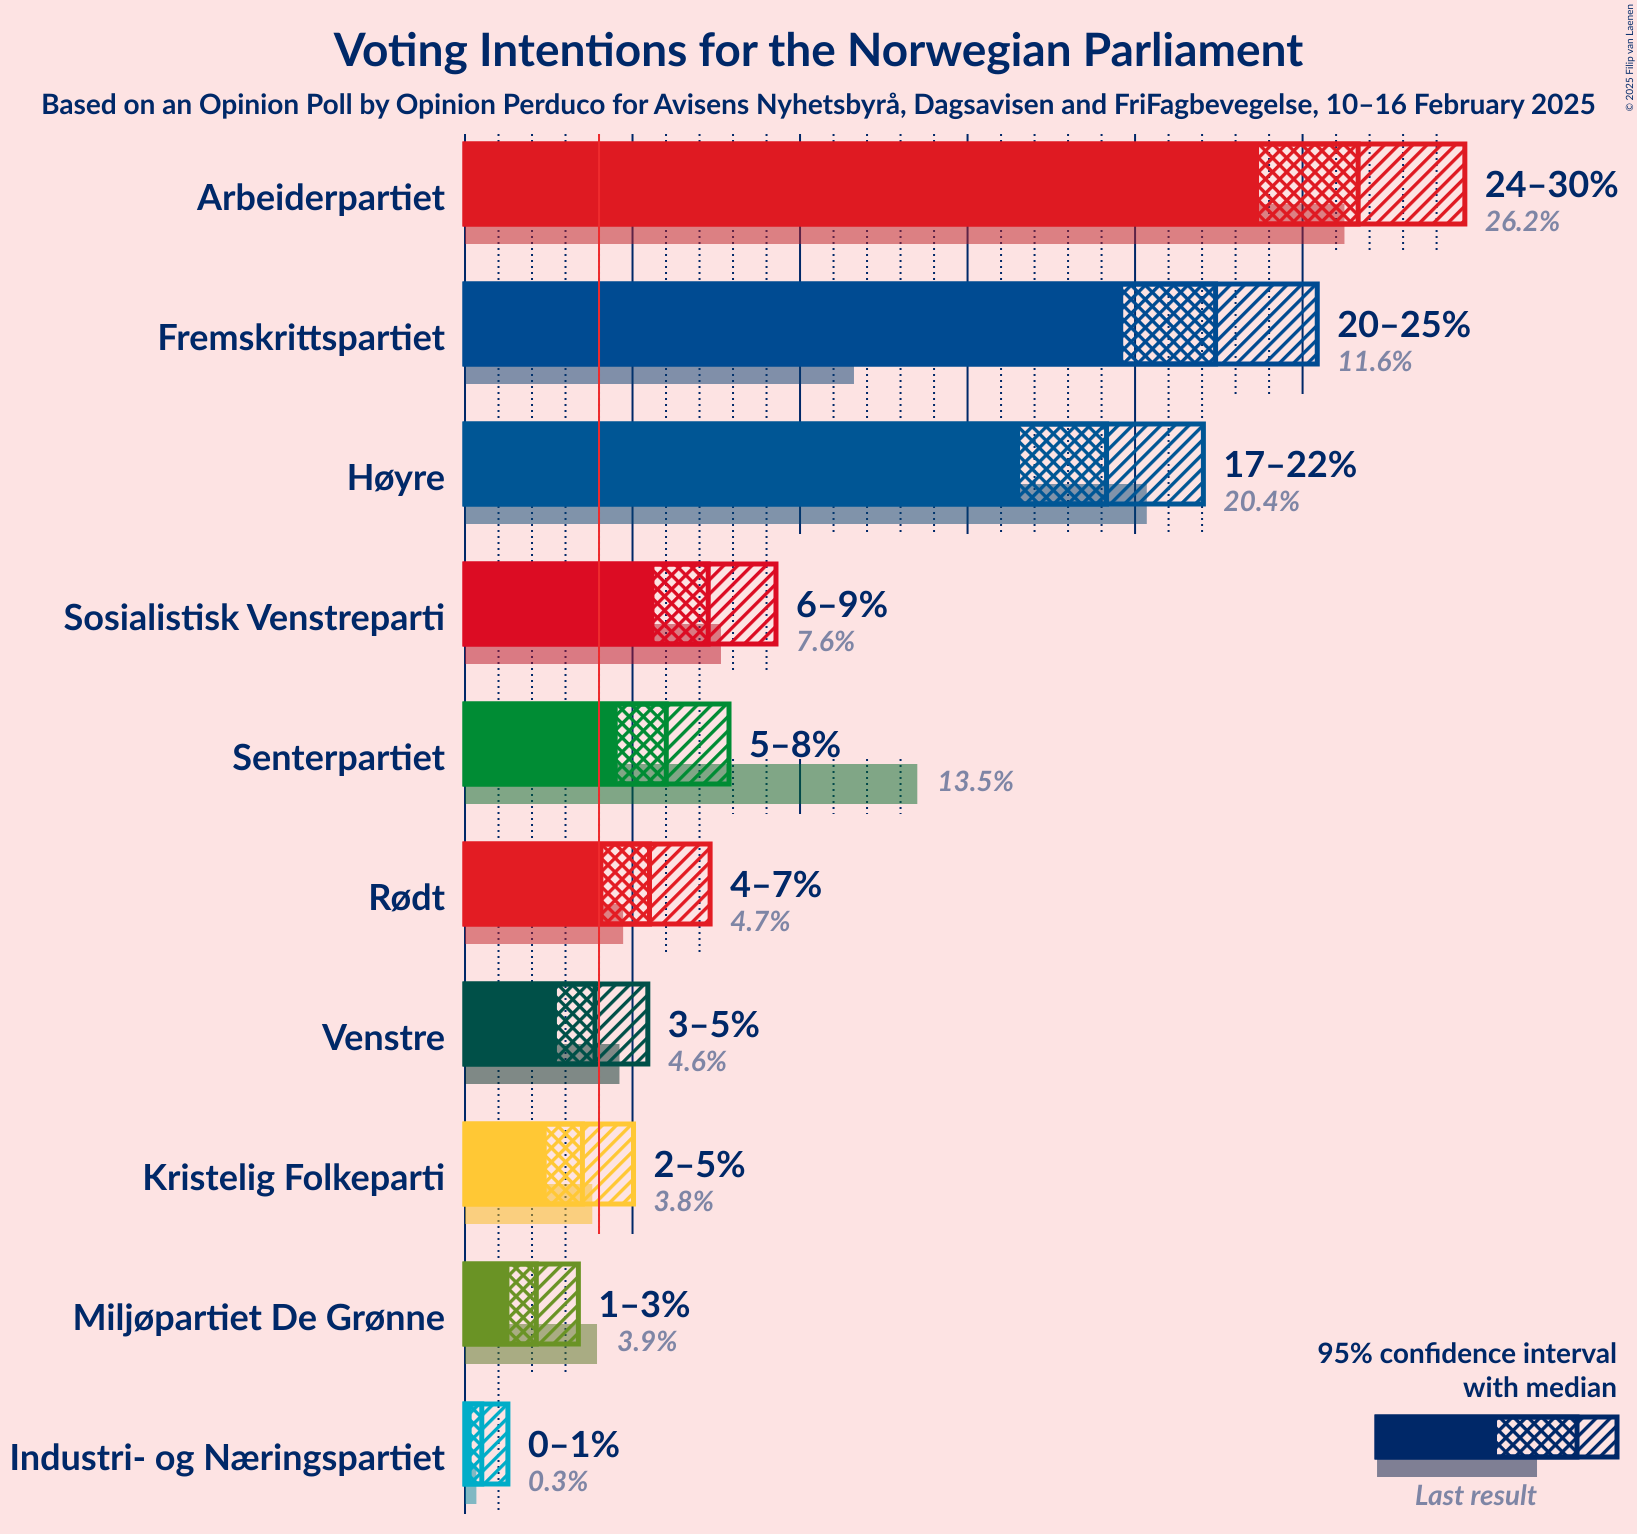 Voting Intentions for the Norwegian Parliament
Based on an Opinion Poll by Opinion Perduco for Avisens Nyhetsbyrå, Dagsavisen and FriFagbevegelse, 10–16 February 2025
© 2025 Filip van Laenen
Arbeiderpartiet
24–30%
26.2%
Fremskrittspartiet
20–25%
11.6%
Høyre
17–22%
20.4%
Sosialistisk Venstreparti
6–9%
7.6%
Senterpartiet
5–8%
13.5%
Rødt
4–7%
4.7%
Venstre
3–5%
4.6%
Kristelig Folkeparti
2–5%
3.8%
Miljøpartiet De Grønne
1–3%
3.9%
Industri- og Næringspartiet
0–1%
0.3%
95% confidence interval
with median
Last result